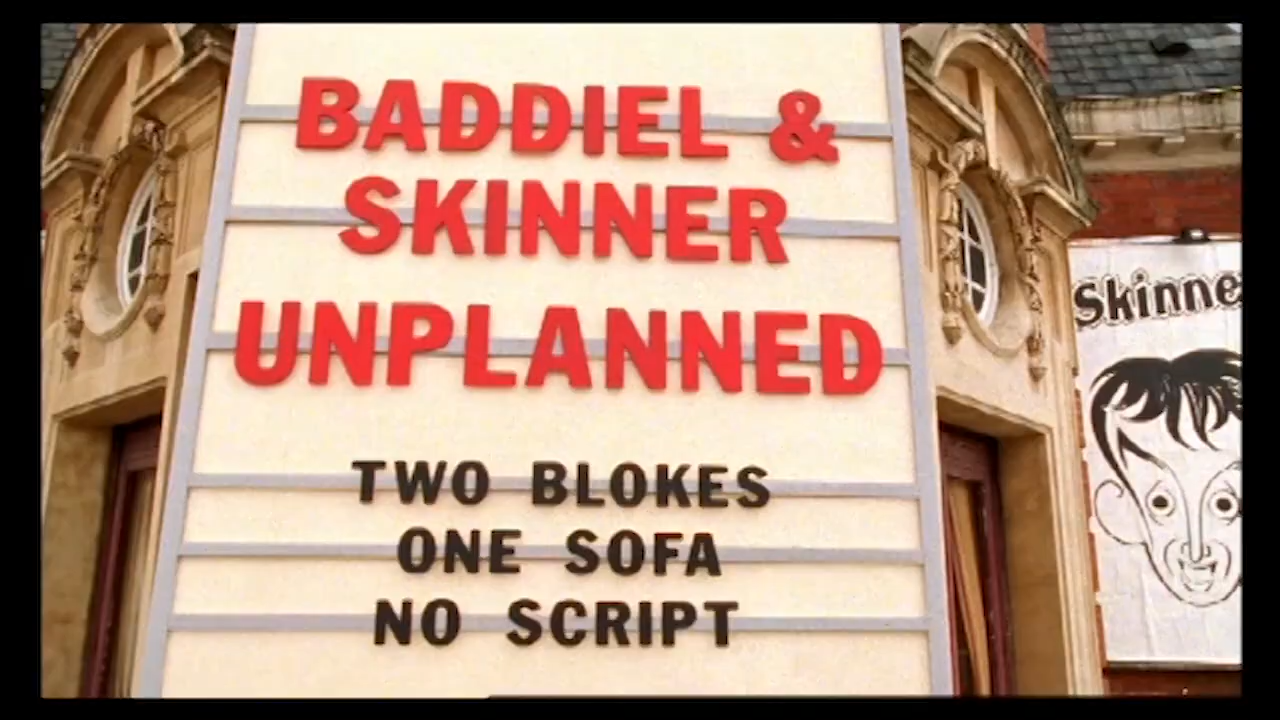 BADDIEL &
SKINNER
UNPLANNED
TWO BLOKES
ONE SOFA
NO SCRIPT
Skinne